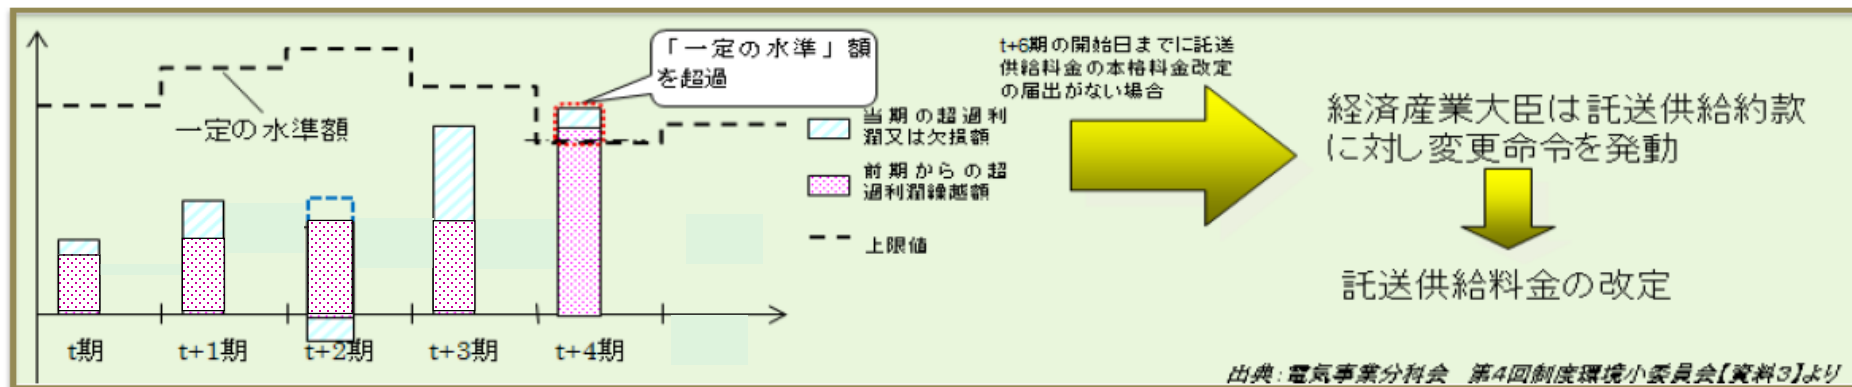 「一定の水準」額
を超過
一定の水準額
t期
t+1期
t+2期
t+3期
t+4期
当期の超過利
潤又は欠損額
前期からの超
過利潤繰越額
上限値
t+6期の開始日までに託送
供給料金の本格料金改定
の届出がない場合
経済産業大臣は託送供給約款
に対し変更命令を発動
託送供給料金の改定
出典：電気事業分科会　第4回制度環境小委員会【資料3】より